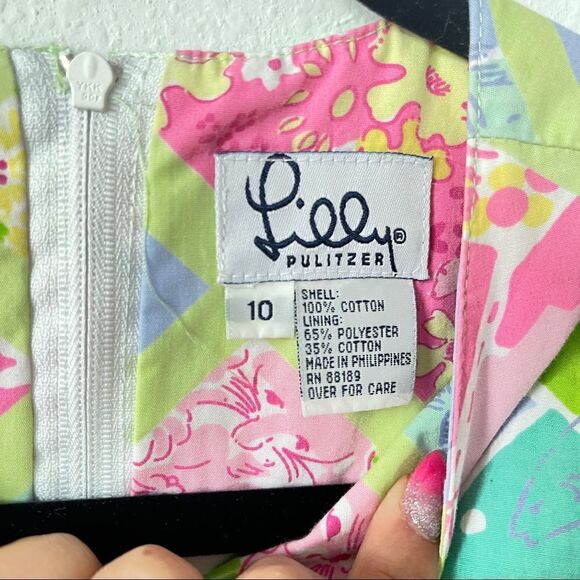 Lilly®
PULITZER
10
SHELL:
100% COTTON
LINING:
65% POLYESTER
35% COTTON
MADE IN PHILIPPINES
RN 88189
OVER FOR CARE